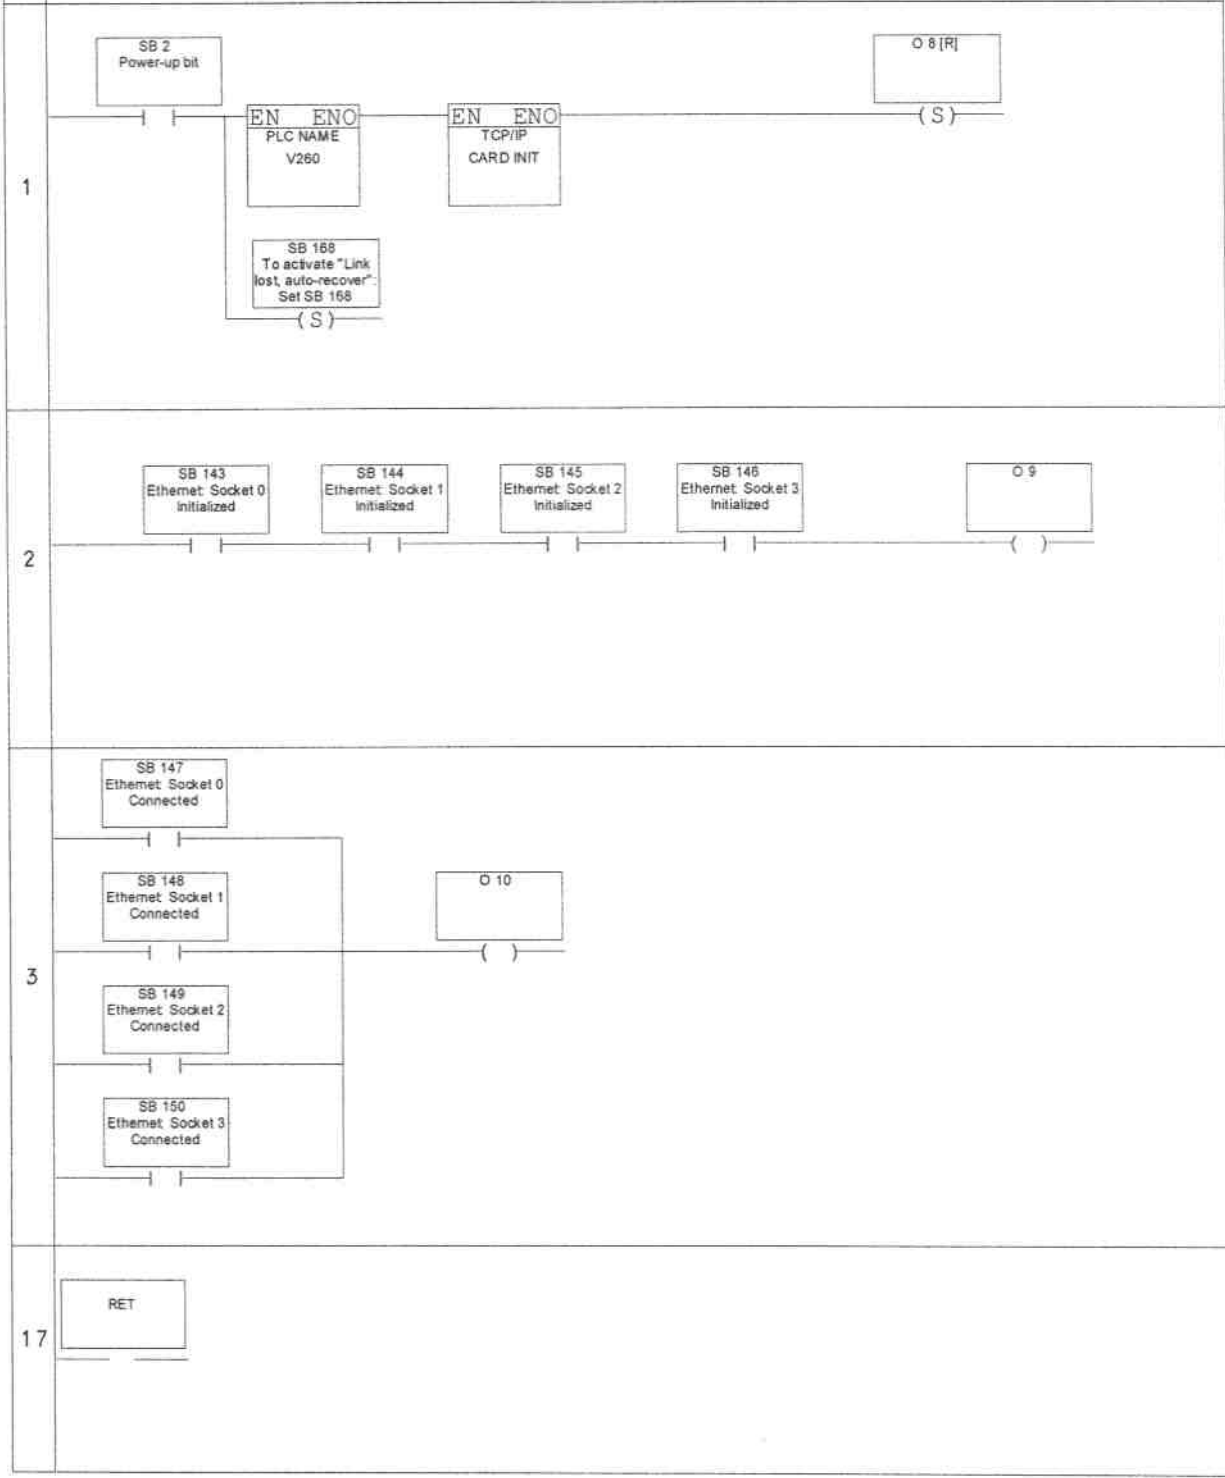 SB 2
Power-up bit
O 8 [R]
EN ENO
PLC NAME
V260
EN ENO
TCP/IP
CARD INIT
( S )
1
SB 168
To activate "Link
lost, auto-recover":
Set SB 168
( S )
SB 143
Ethernet: Socket 0
Initialized
SB 144
Ethernet: Socket 1
Initialized
SB 145
Ethernet: Socket 2
Initialized
SB 146
Ethernet: Socket 3
Initialized
O 9
2
SB 147
Ethernet: Socket 0
Connected
SB 148
Ethernet: Socket 1
Connected
O 10
3
SB 149
Ethernet: Socket 2
Connected
SB 150
Ethernet: Socket 3
Connected
RET
17